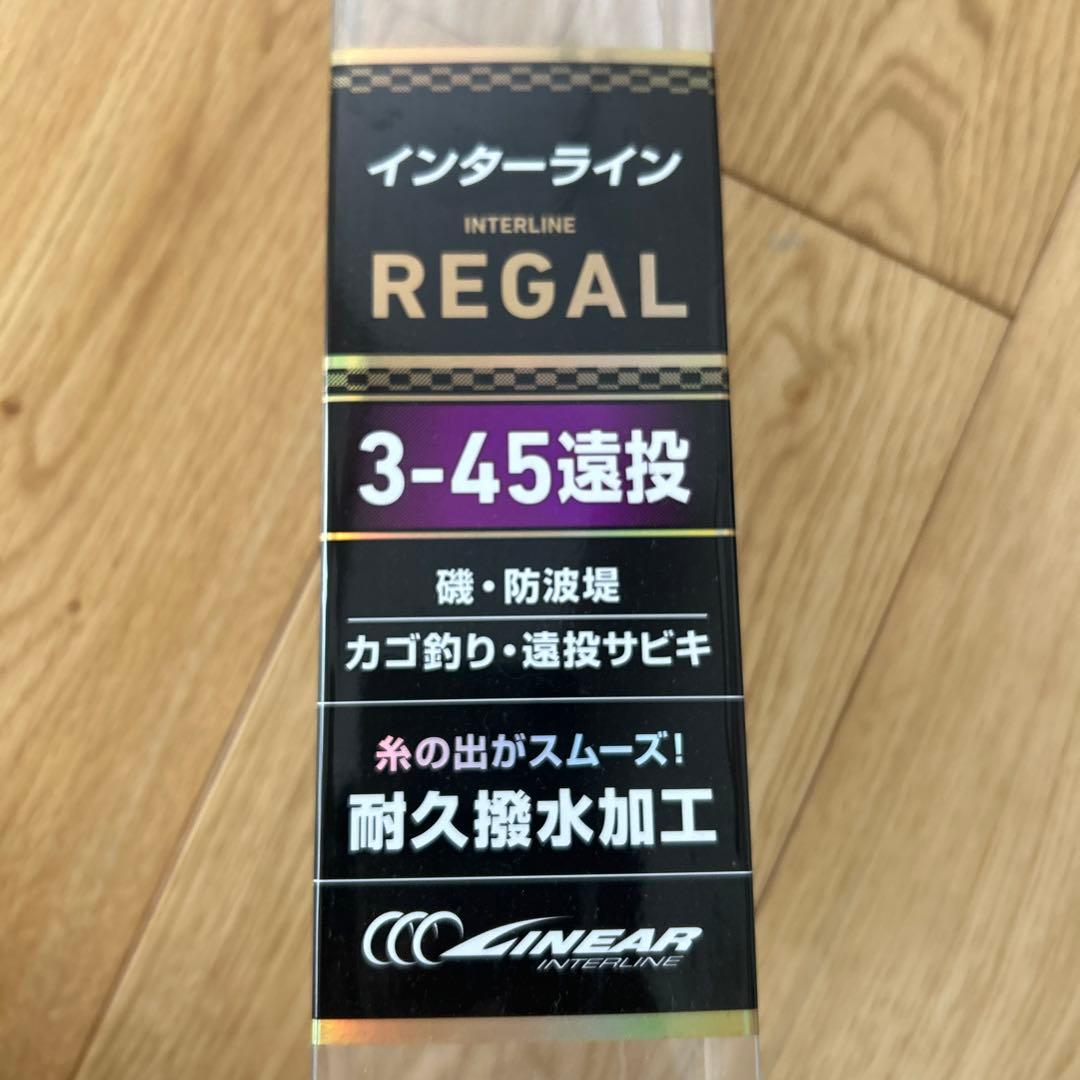 インターライン
INTERLINE
REGAL
3-45遠投
磯・防波堤
カゴ釣り・遠投サビキ
糸の出がスムーズ!
耐久撥水加工
LINEAR
INTERLINE